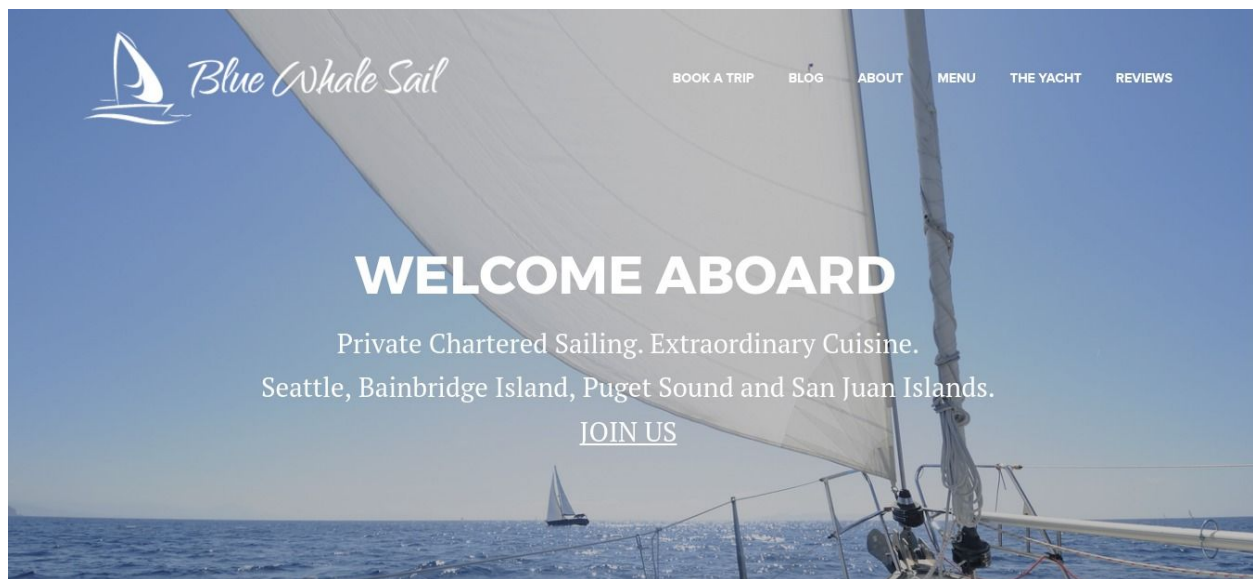 Blue Whale Sail
BOOK A TRIP BLOG ABOUT MENU THE YACHT REVIEWS
WELCOME ABOARD
Private Chartered Sailing. Extraordinary Cuisine.
Seattle, Bainbridge Island, Puget Sound and San Juan Islands.
JOIN US